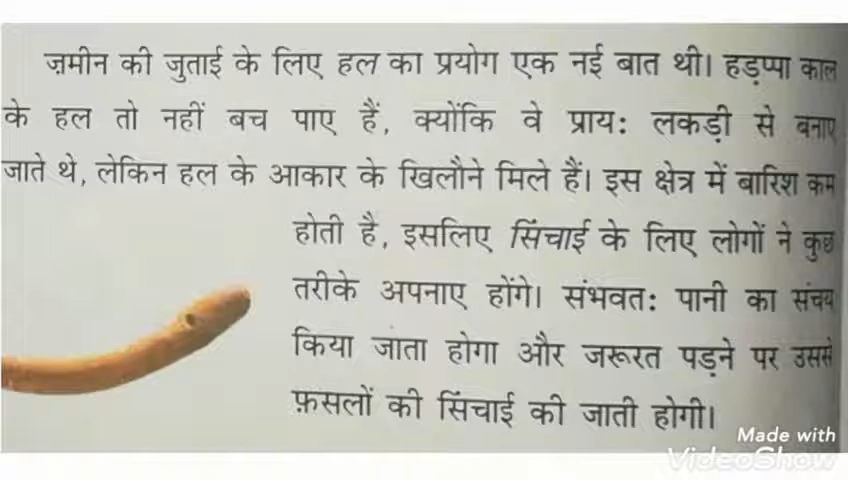 ज़मीन की जुताई के लिए हल का प्रयोग एक नई बात थी। हड़प्पा काल
के हल तो नहीं बच पाए हैं, क्योंकि वे प्राय: लकड़ी से बनाए
जाते थे, लेकिन हल के आकार के खिलौने मिले हैं। इस क्षेत्र में बारिश कम
होती है, इसलिए सिंचाई के लिए लोगों ने कुछ
तरीके अपनाए होंगे। संभवत: पानी का संचय
किया जाता होगा और जरूरत पड़ने पर उससे
फ़सलों की सिंचाई की जाती होगी।
Made with
VideoShow